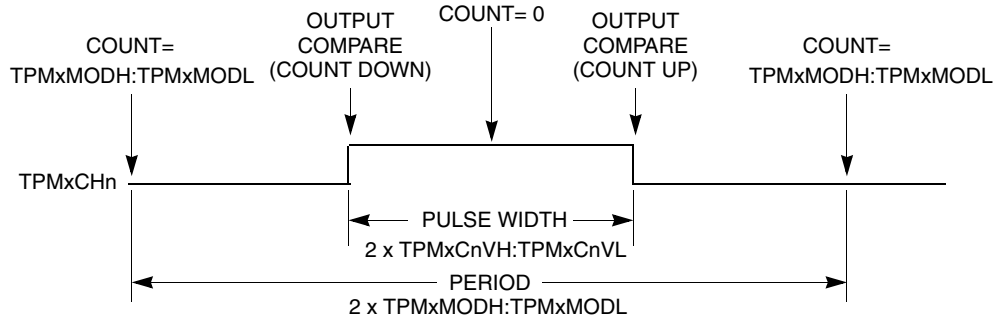 COUNT= 0
OUTPUT
COMPARE
(COUNT DOWN)
OUTPUT
COMPARE
(COUNT UP)
COUNT=
TPMxMODH:TPMxMODL
COUNT=
TPMxMODH:TPMxMODL
TPMxCHn
PULSE WIDTH
2 x TPMxCnVH:TPMxCnVL
PERIOD
2 x TPMxMODH:TPMxMODL